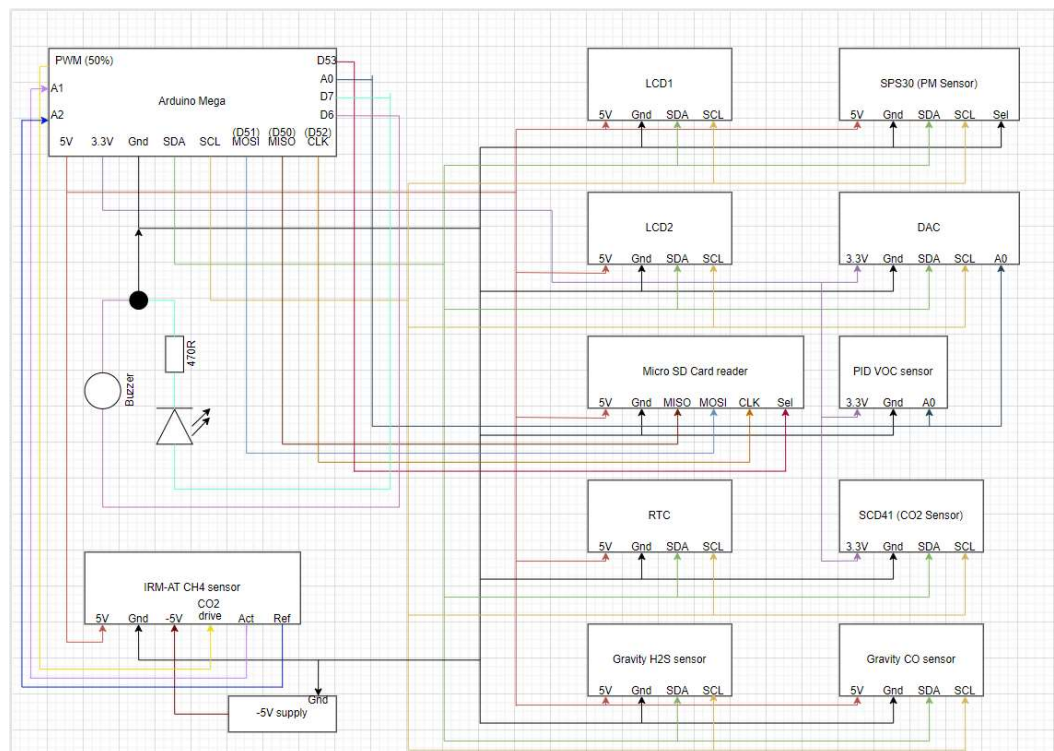 PWM (50%)
D53
A1
A0
Arduino Mega
D7
A2
D6
(D51) (D50) (D52)
5V 3.3V Gnd SDA SCL MOSI MISO CLK
LCD1
5V Gnd SDA SCL
SPS30 (PM Sensor)
5V Gnd SDA SCL Sel
LCD2
5V Gnd SDA SCL
DAC
3.3V Gnd SDA SCL A0
470R
Buzzer
Micro SD Card reader
5V Gnd MISO MOSI CLK Sel
PID VOC sensor
3.3V Gnd A0
RTC
5V Gnd SDA SCL
SCD41 (CO2 Sensor)
3.3V Gnd SDA SCL
IRM-AT CH4 sensor
CO2
5V Gnd -5V drive Act Ref
Gnd
-5V supply
Gravity H2S sensor
5V Gnd SDA SCL
Gravity CO sensor
5V Gnd SDA SCL